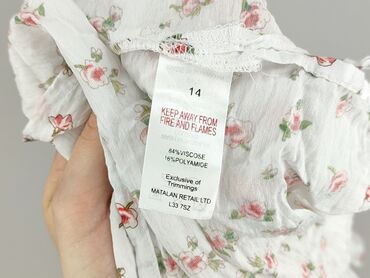 14
KEEP AWAY FROM
FIRE AND FLAMES
84%VISCOSE
16%POLYAMIDE
Exclusive of
Trimmings
MATALAN RETAIL LTD
L33 7SZ